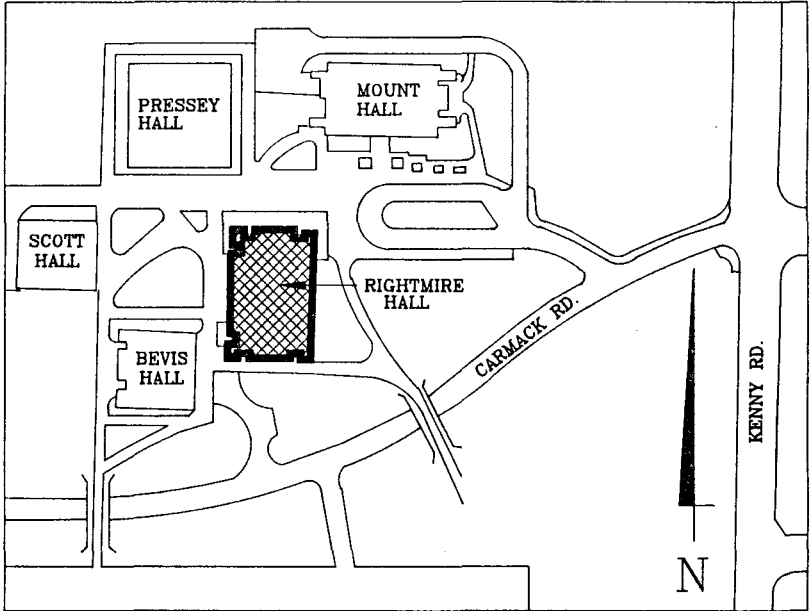 PRESSEY
HALL
MOUNT
HALL
SCOTT
HALL
RIGHTMIRE
HALL
BEVIS
HALL
CARMACK RD.
KENNY RD.
N